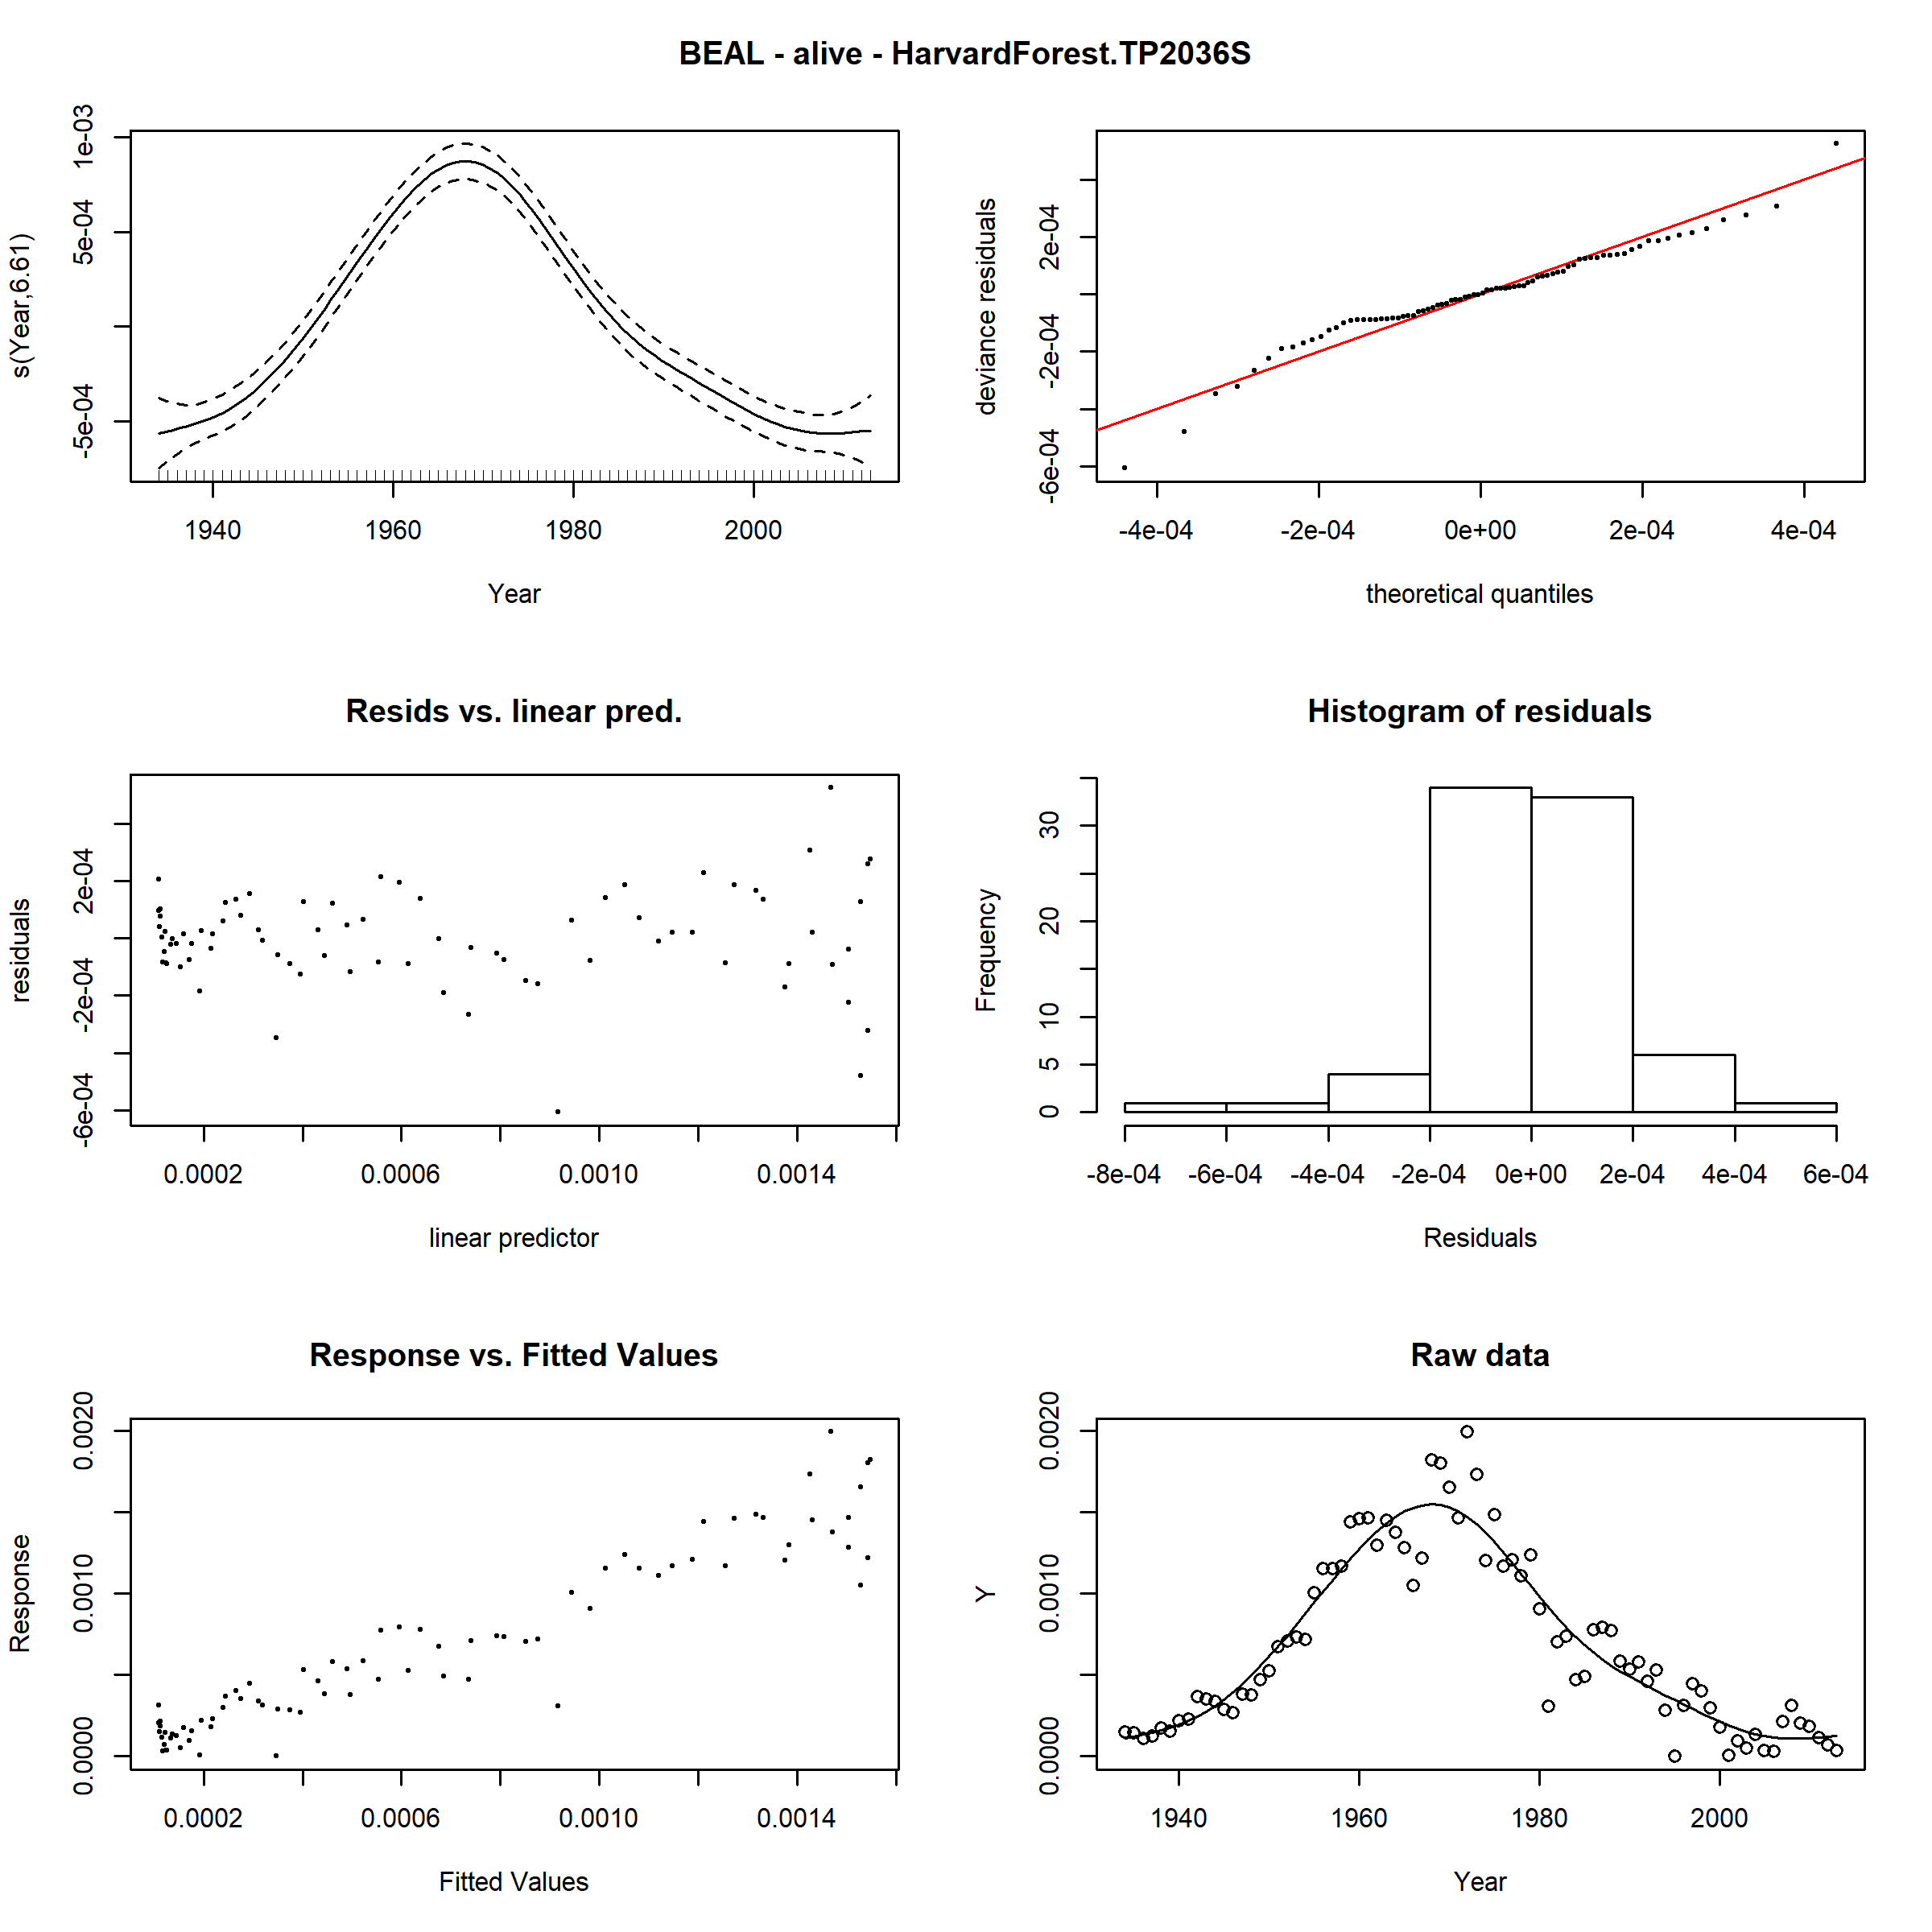 BEAL - alive - HarvardForest.TP2036S
s(Year,6.61)
-5e-04 5e-04 1e-03
1940 1960 1980 2000
Year
deviance residuals
-6e-04 -2e-04 2e-04
-4e-04 -2e-04 0e+00 2e-04 4e-04
theoretical quantiles
Resids vs. linear pred.
residuals
-6e-04 -2e-04 2e-04
0.0002 0.0006 0.0010 0.0014
linear predictor
Histogram of residuals
Frequency
0 5 10 20 30
-8e-04 -6e-04 -4e-04 -2e-04 0e+00 2e-04 4e-04 6e-04
Residuals
Response vs. Fitted Values
Response
0.0000 0.0010 0.0020
0.0002 0.0006 0.0010 0.0014
Fitted Values
Raw data
Y
0.0000 0.0010 0.0020
1940 1960 1980 2000
Year